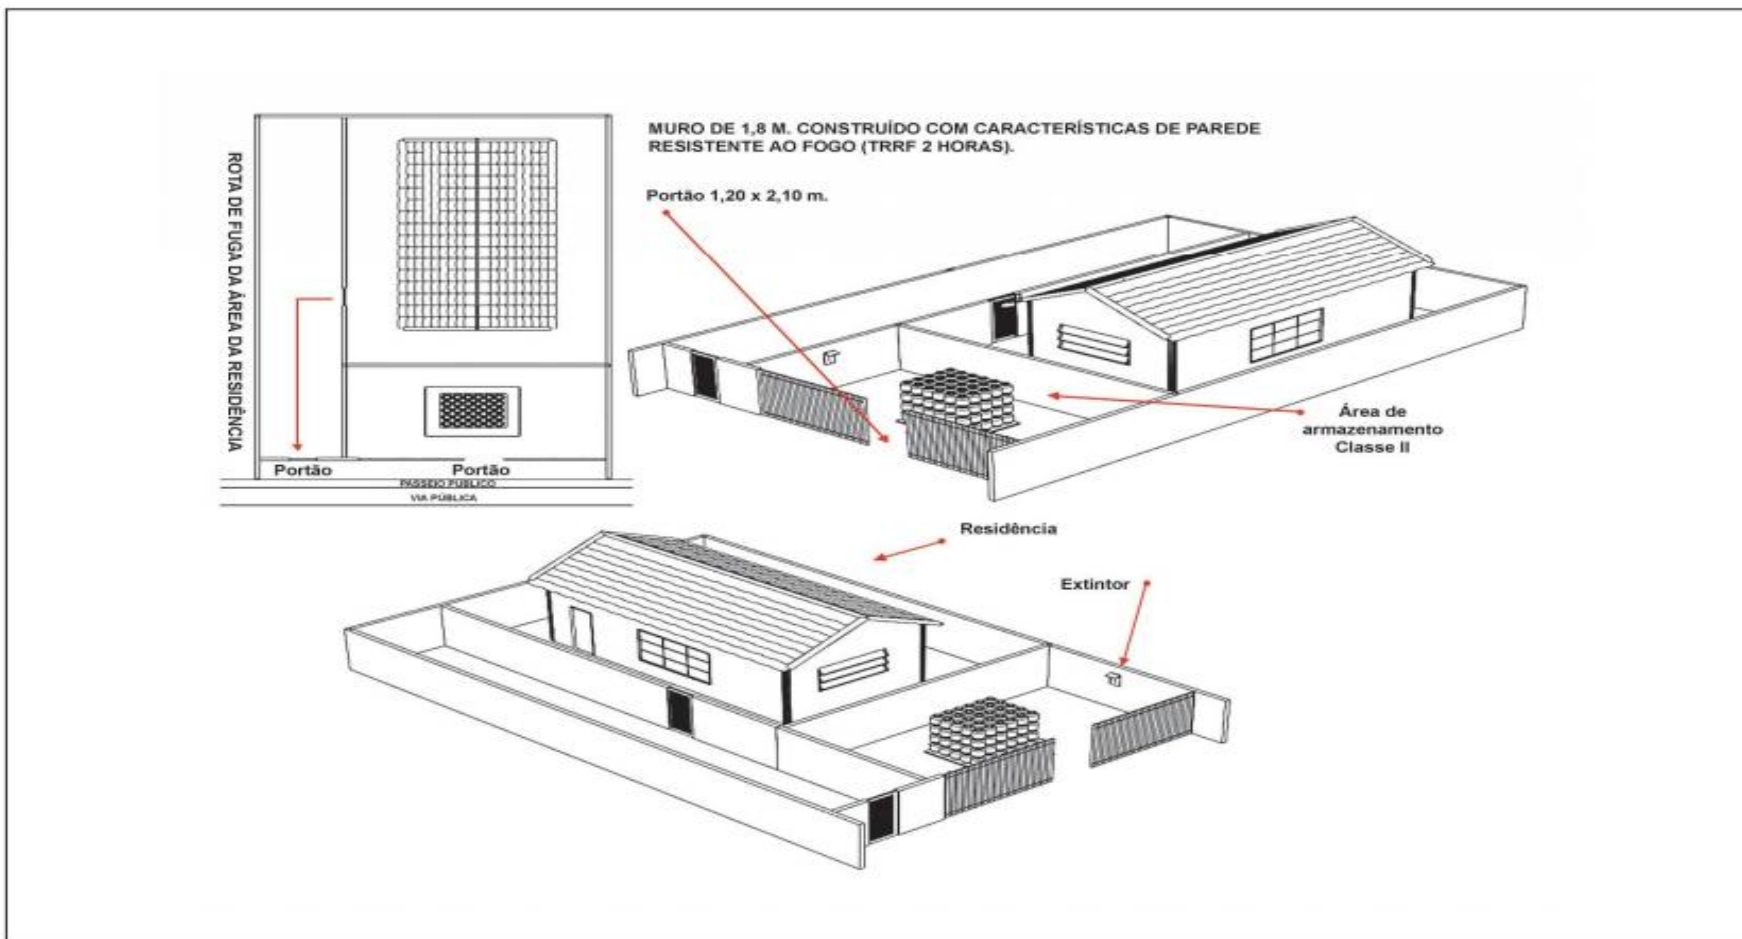 MURO DE 1,8 M. CONSTRUÍDO COM CARACTERÍSTICAS DE PAREDE
RESISTENTE AO FOGO (TRRF 2 HORAS).
Portão 1,20 x 2,10 m.
ROTA DE FUGA DA ÁREA DA RESIDÊNCIA
Portão
Portão
PASSEIO PÚBLICO
VIA PÚBLICA
Área de
armazenamento
Classe II
Residência
Extintor